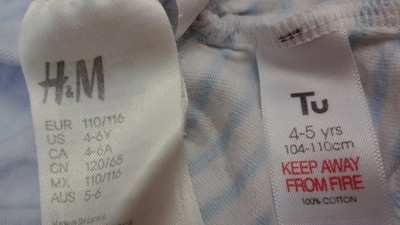 H&M
EUR 110/116
US 4-6Y
CA 4-6A
CN 120/65
MX 110/116
AUS 5-6
Tu
4-5 yrs
104-110cm
KEEP AWAY
FROM FIRE
100% COTTON